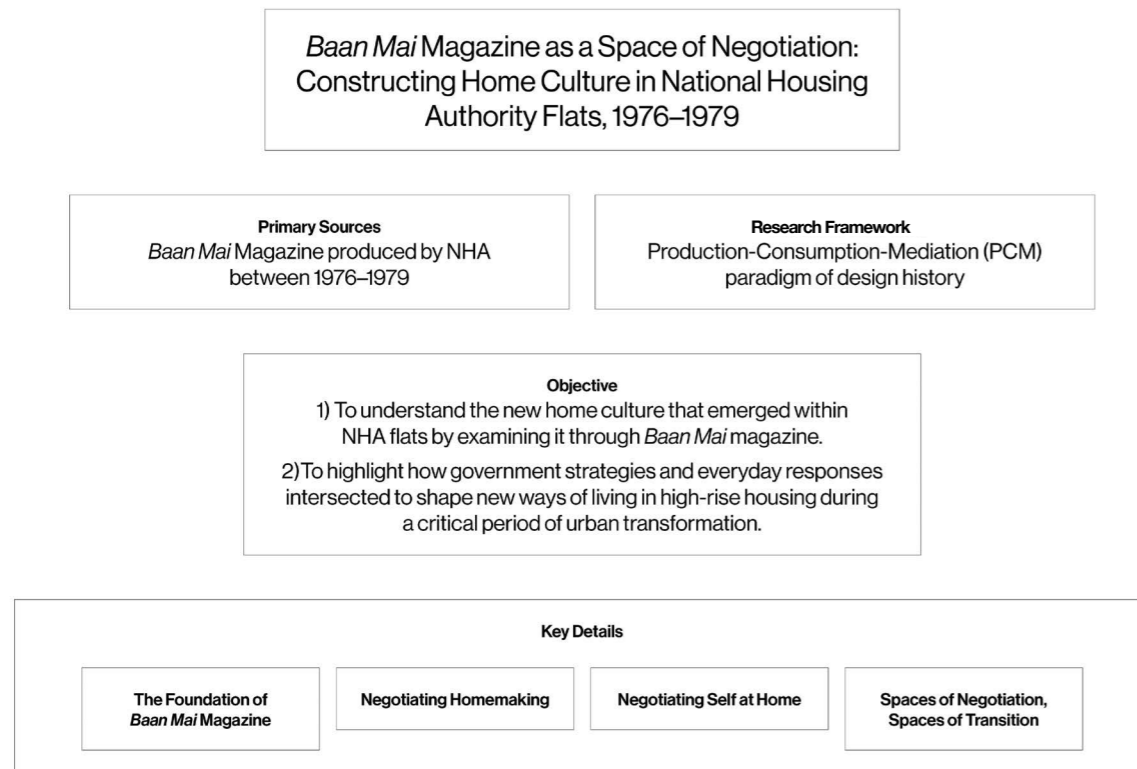 Baan Mai Magazine as a Space of Negotiation:
Constructing Home Culture in National Housing
Authority Flats, 1976–1979
Primary Sources
Baan Mai Magazine produced by NHA
between 1976–1979
Research Framework
Production-Consumption-Mediation (PCM)
paradigm of design history
Objective
1) To understand the new home culture that emerged within
NHA flats by examining it through Baan Mai magazine.
2)To highlight how government strategies and everyday responses
intersected to shape new ways of living in high-rise housing during
a critical period of urban transformation.
Key Details
The Foundation of
Baan Mai Magazine
Negotiating Homemaking
Negotiating Self at Home
Spaces of Negotiation,
Spaces of Transition